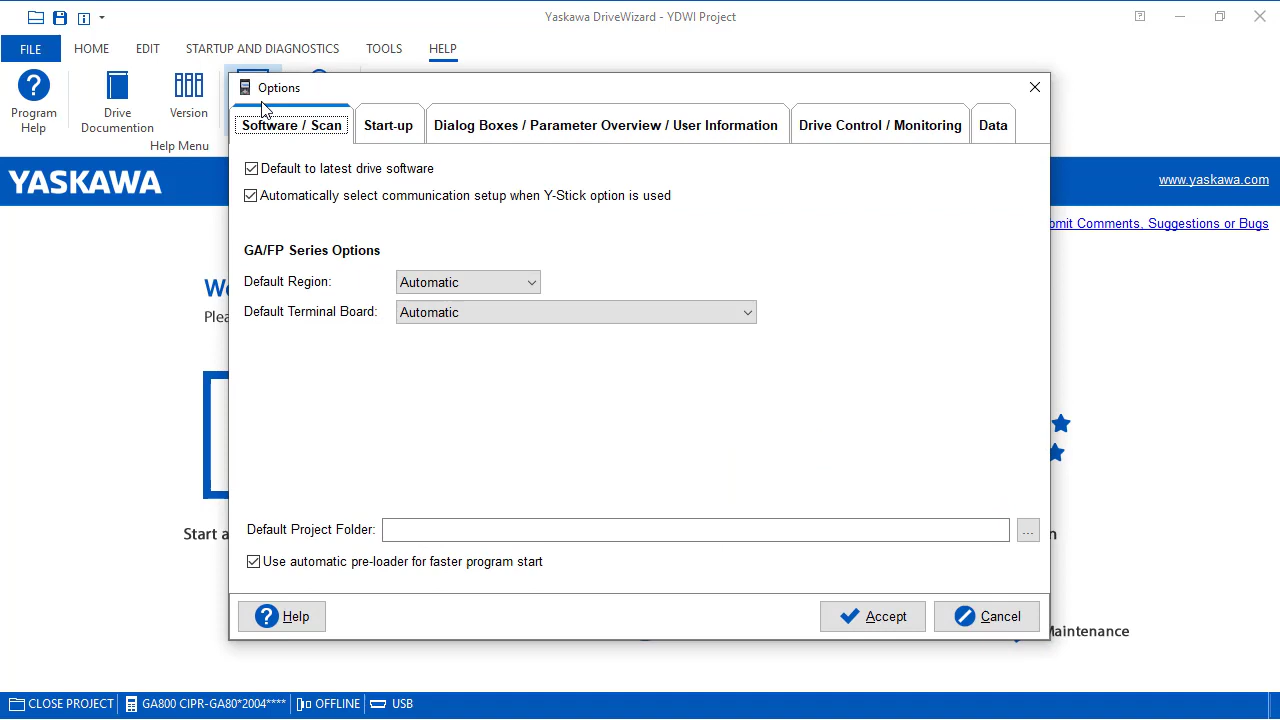 Yaskawa DriveWizard - YDWI Project
FILE HOME EDIT STARTUP AND DIAGNOSTICS TOOLS HELP
Program Help
Drive Documentation
Version
Help Menu
YASKAWA
www.yaskawa.com
Suggestions or Bugs
Options
Software / Scan
Start-up
Dialog Boxes / Parameter Overview / User Information
Drive Control / Monitoring
Data
Default to latest drive software
Automatically select communication setup when Y-Stick option is used
GA/FP Series Options
Default Region: Automatic
Default Terminal Board: Automatic
Default Project Folder: ...
Use automatic pre-loader for faster program start
Help Accept Cancel
Start
Maintenance
CLOSE PROJECT GA800 CIPR-GA80*2004**** OFFLINE USB